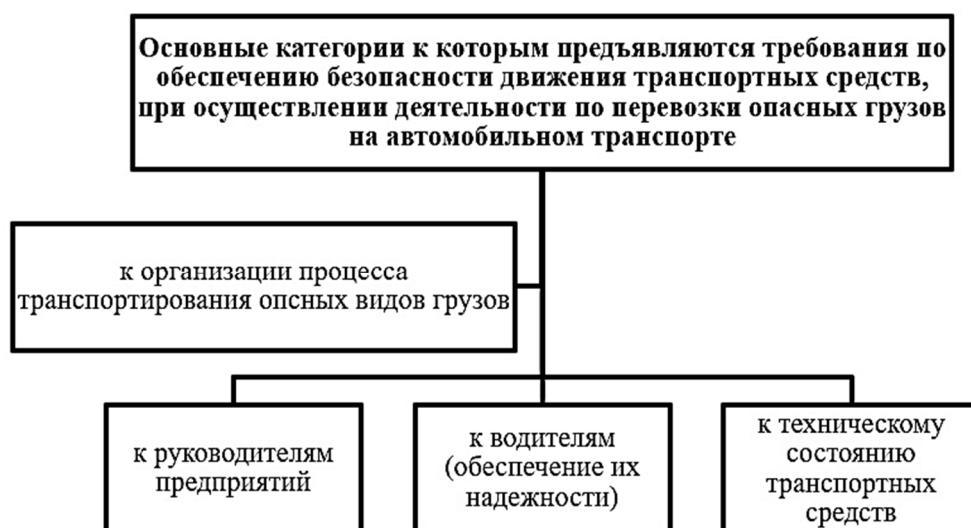 Основные категории к которым предъявляются требования по
обеспечению безопасности движения транспортных средств,
при осуществлении деятельности по перевозки опасных грузов
на автомобильном транспорте
к организации процесса
транспортирования опсных видов грузов
к руководителям
предприятий
к водителям
(обеспечение их
надежности)
к техническому
состоянию
транспортных
средств